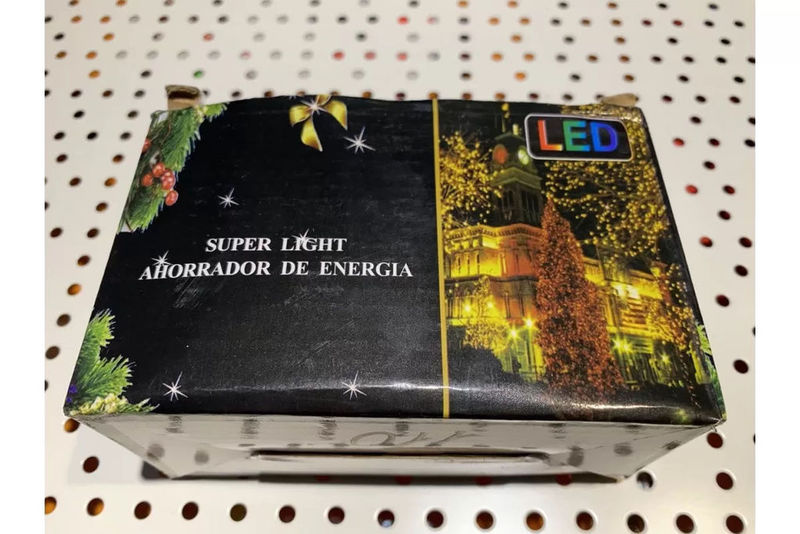 LED
SUPER LIGHT
AHORRADOR DE ENERGIA